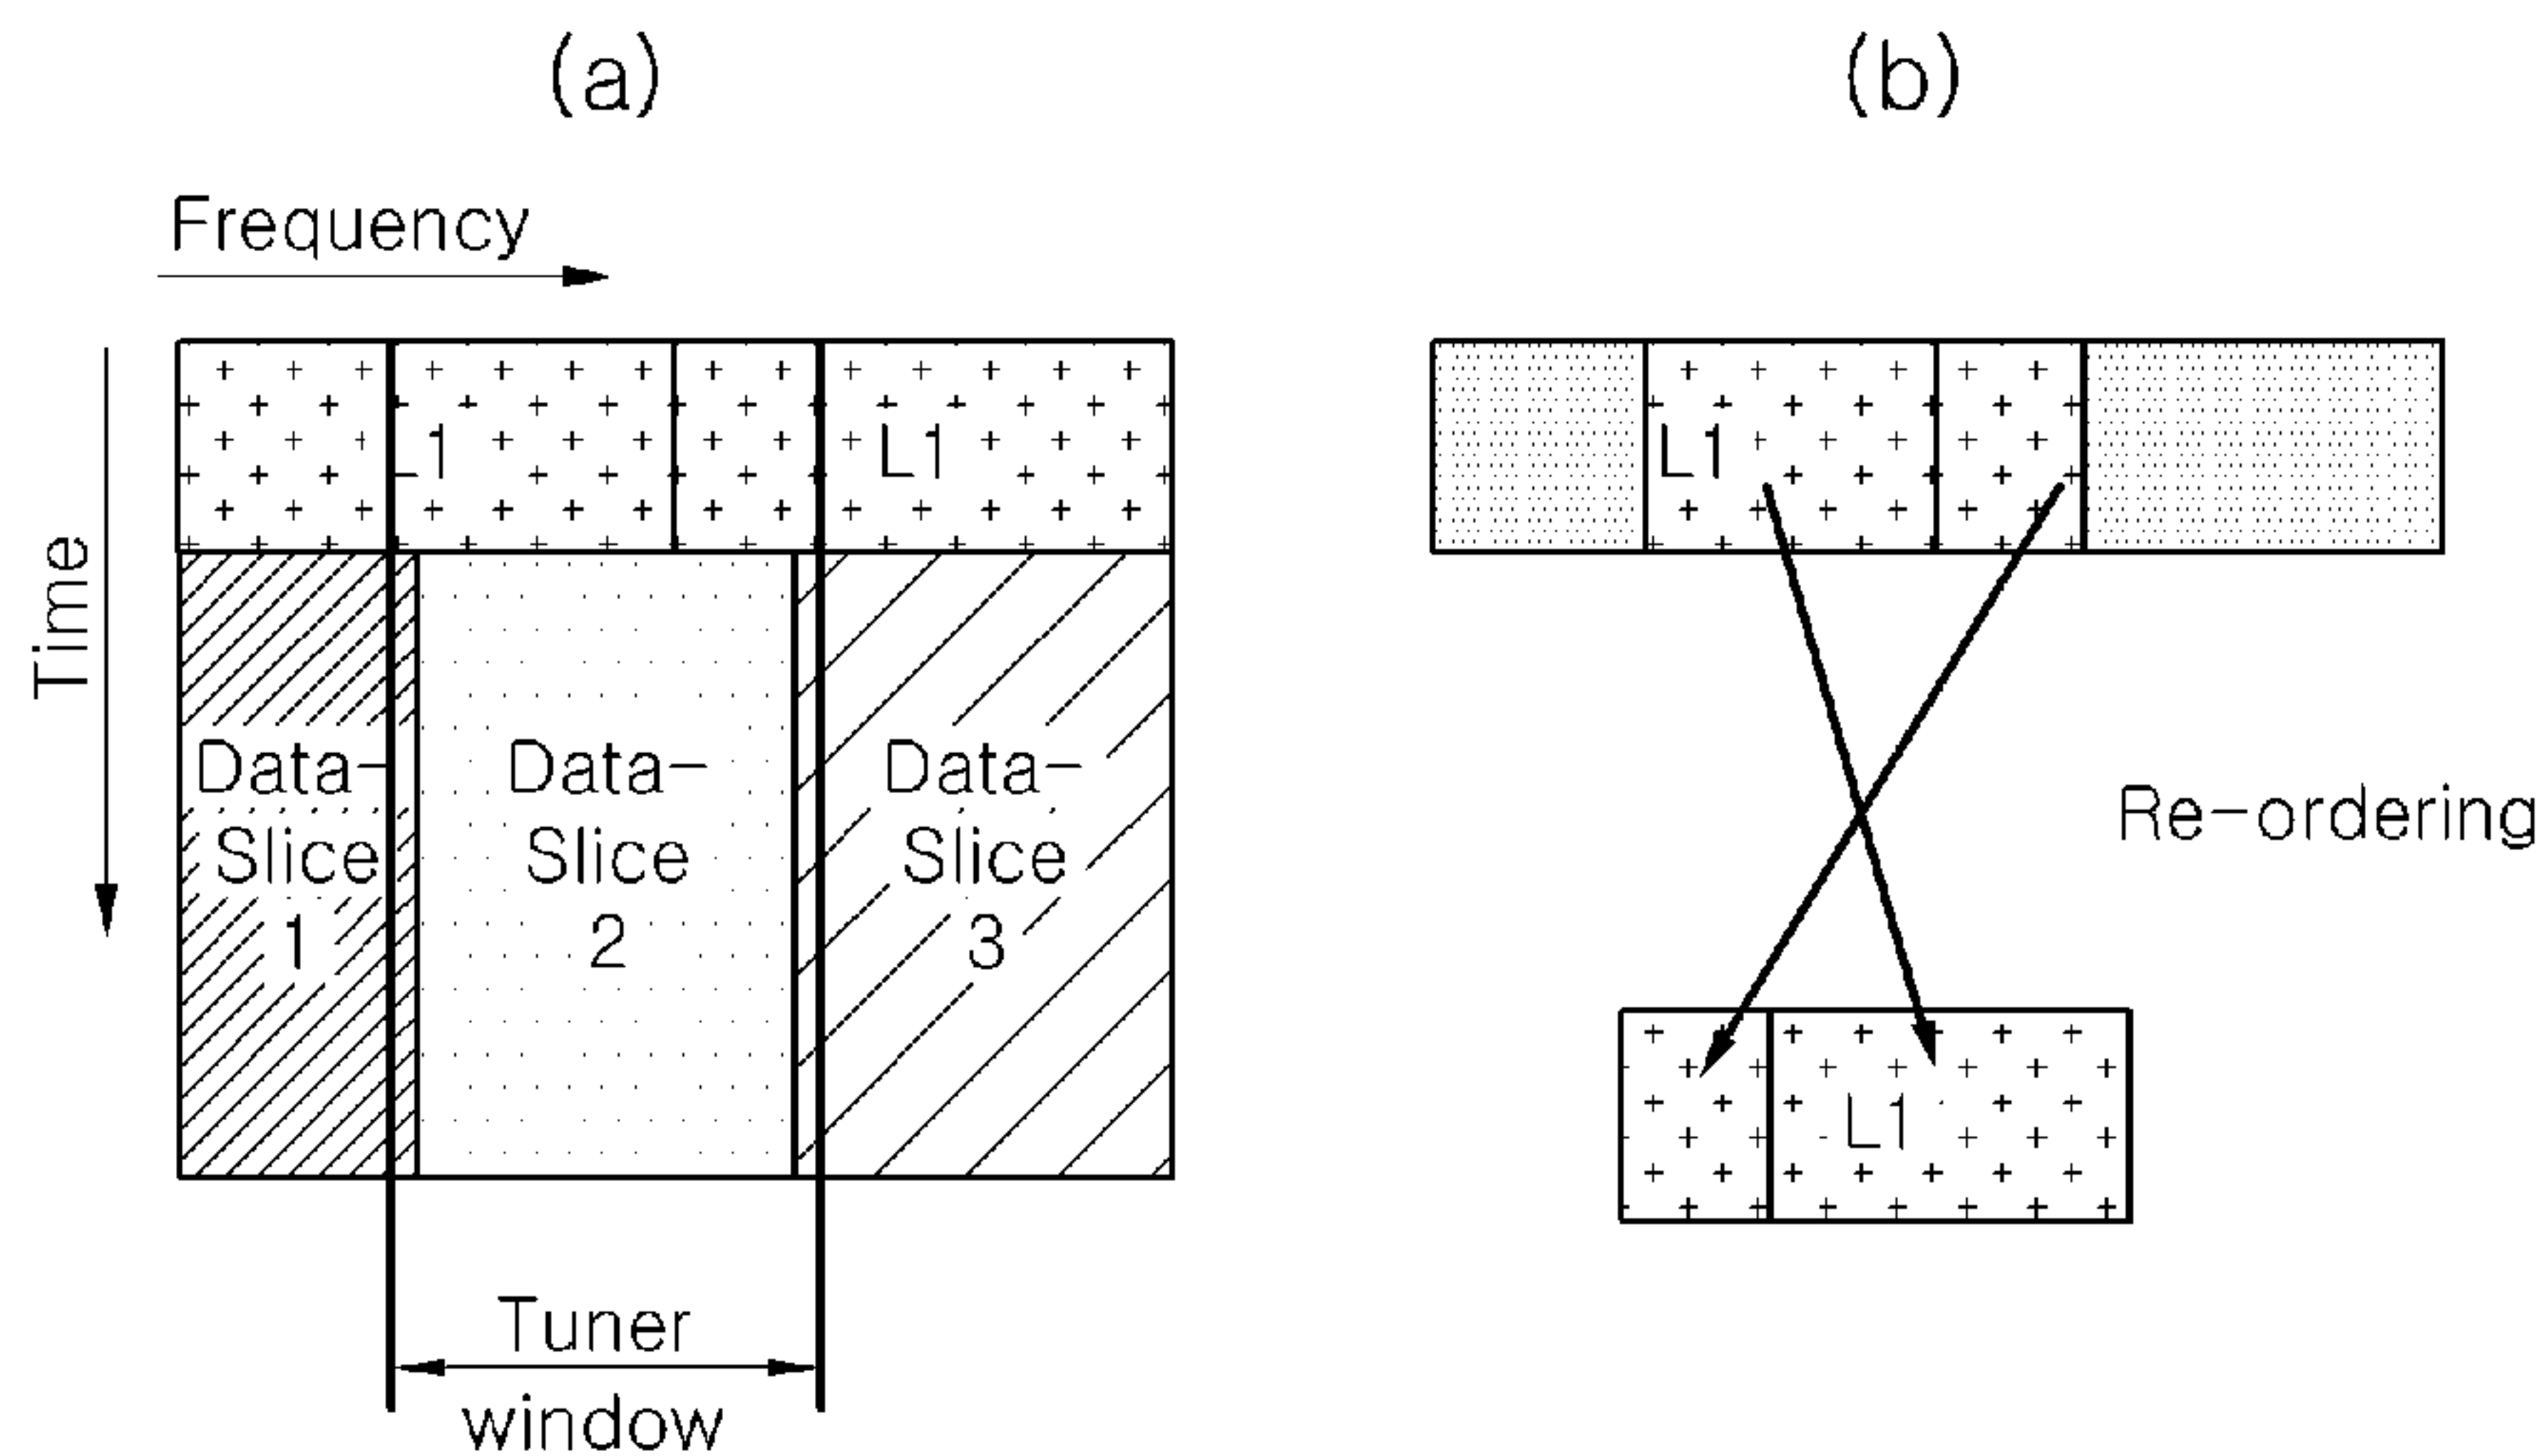 (a)
(b)
Frequency
Time
L1
L1
L1
Data-
Slice
1
Data-
Slice
2
Data-
Slice
3
Re-ordering
L1
Tuner
window